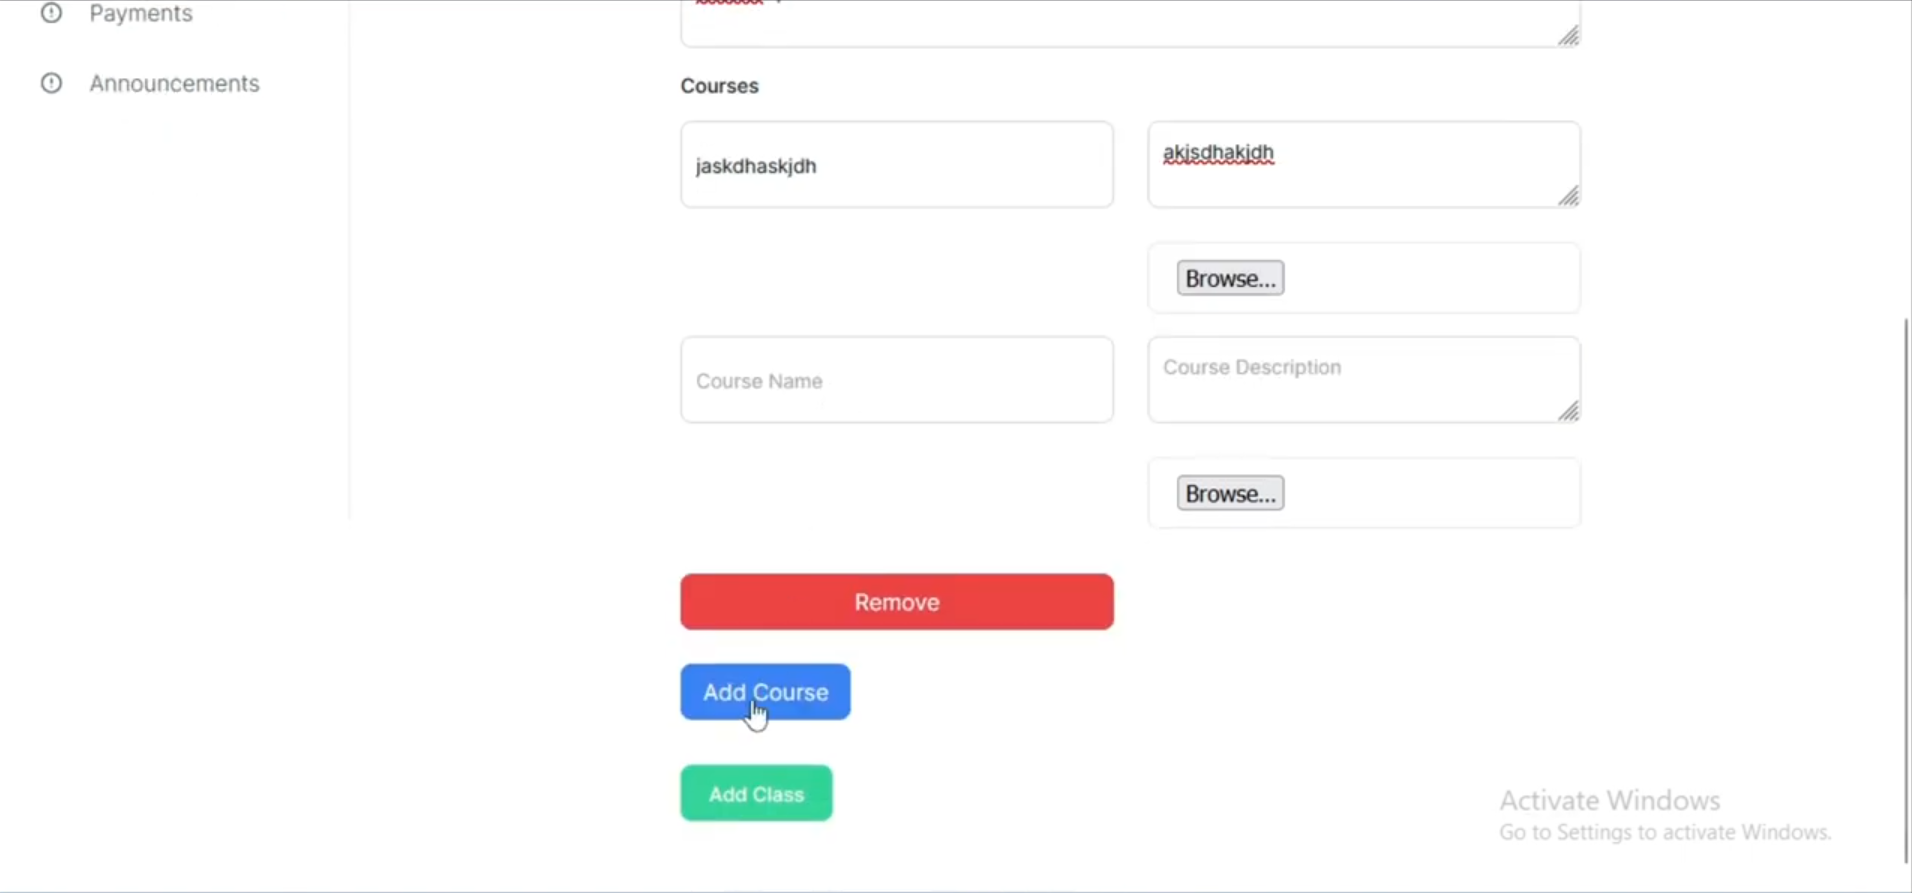 Payments
Announcements
Courses
jaskdhaskjdh
akjsdhakjdh
Browse...
Course Name
Course Description
Browse...
Remove
Add Course
Add Class
Activate Windows
Go to Settings to activate Windows.